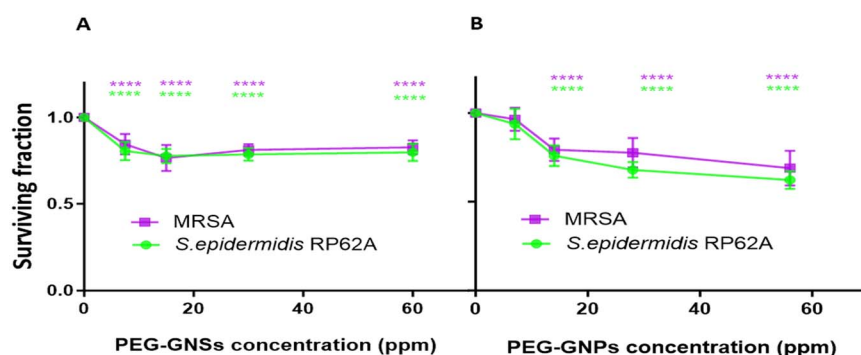 A
B
**** **** **** ****
**** **** **** ****
**** **** ****
**** **** ****
Surviving fraction
1.0
0.5
0.0
MRSA
S.epidermidis RP62A
0 20 40 60
PEG-GNSs concentration (ppm)
MRSA
S.epidermidis RP62A
0 20 40 60
PEG-GNPs concentration (ppm)